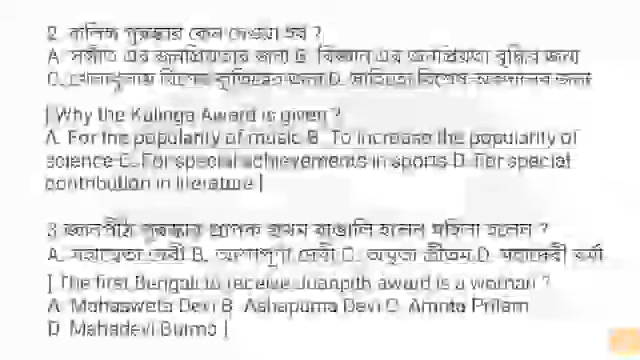 2. কলিঙ্গ পুরস্কার কেন দেওয়া হয় ?
A. সঙ্গীত এর জনপ্রিয়তার জন্য B. বিজ্ঞান এর জনপ্রিয়তা বৃদ্ধির জন্য
C. খেলাধুলায় বিশেষ কৃতিত্বের জন্য D. সাহিত্যে বিশেষ অবদানের জন্য
[ Why the Kalinga Award is given ?
A. For the popularity of music B. To increase the popularity of
science C. For special achievements in sports D. For special
contribution in literature ]
3 জ্ঞানপীঠ পুরস্কার প্রাপক প্রথম বাঙালি হলেন মহিলা হলেন ?
A. মহাশ্বেতা দেবী B. আশাপূর্ণা দেবী C. অমৃতা প্রীতম D. মহাদেবী বর্মা
[ The first Bengali to receive Jnanpith award is a woman ?
A. Mahasweta Devi B. Ashapurna Devi C. Amrita Pritam
D. Mahadevi Burma ]